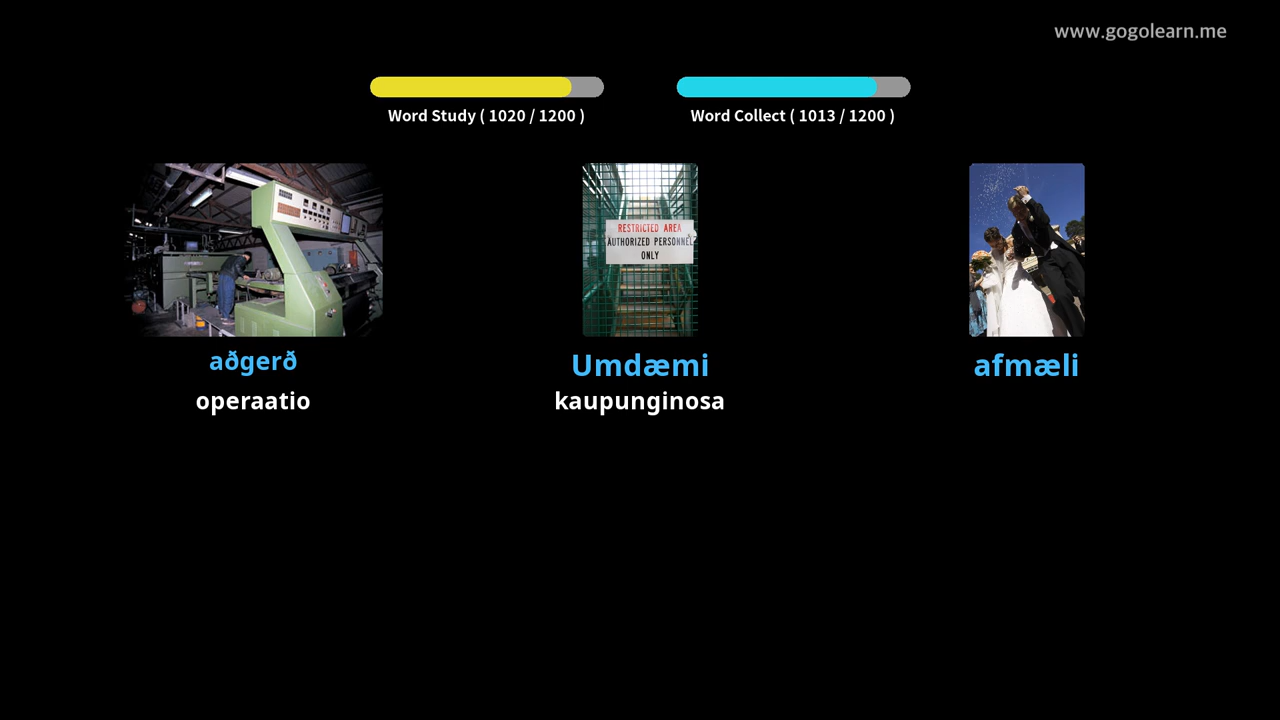 www.gogolearn.me
Word Study ( 1020 / 1200 )
Word Collect ( 1013 / 1200 )
RESTRICTED AREA
AUTHORIZED PERSONNEL
ONLY
aðgerð
Umdæmi
afmæli
operaatio
kaupunginosa